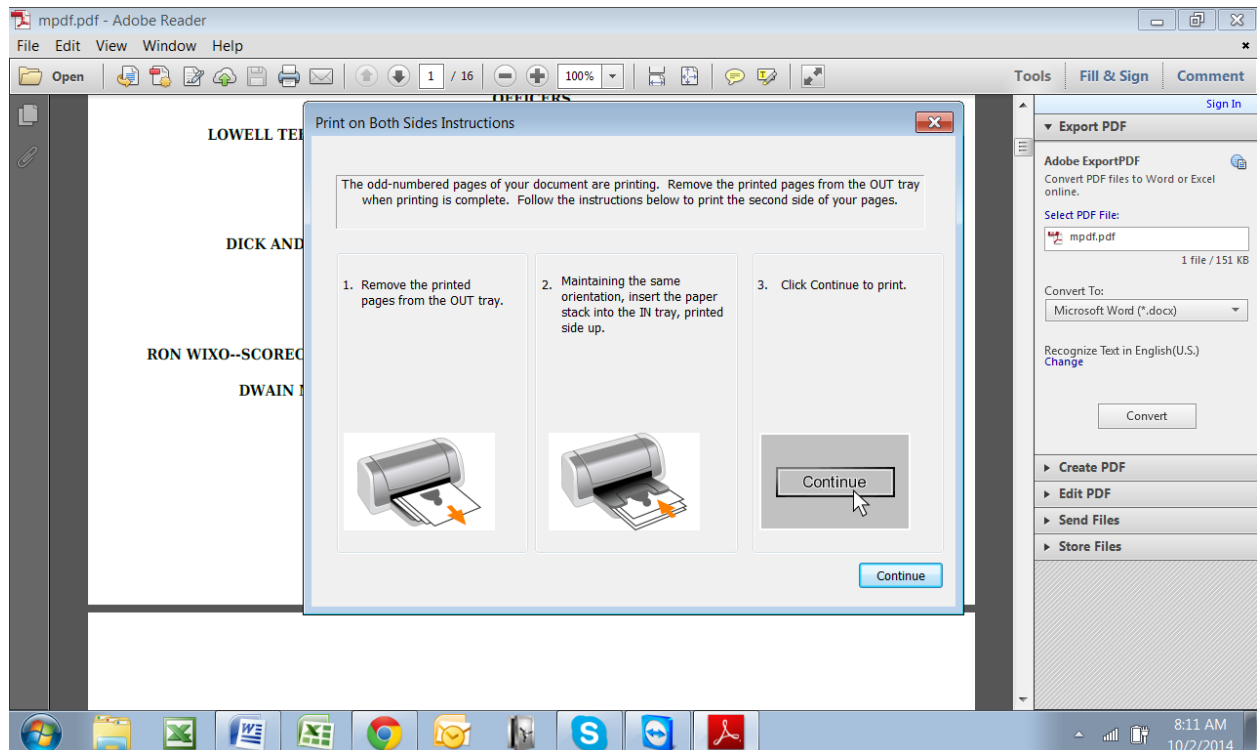 mpdf.pdf - Adobe Reader
File Edit View Window Help
Open 1 / 16 100% Tools Fill & Sign Comment
Sign In
OFFICERS
LOWELL TE
DICK AND
RON WIXO--SCOREC
DWAIN
Print on Both Sides Instructions
The odd-numbered pages of your document are printing. Remove the printed pages from the OUT tray
when printing is complete. Follow the instructions below to print the second side of your pages.
1. Remove the printed
pages from the OUT tray.
2. Maintaining the same
orientation, insert the paper
stack into the IN tray, printed
side up.
3. Click Continue to print.
Continue
Continue
Export PDF
Adobe ExportPDF
Convert PDF files to Word or Excel
online.
Select PDF File:
mpdf.pdf
1 file / 151 KB
Convert To:
Microsoft Word (*.docx)
Recognize Text in English(U.S.)
Change
Convert
Create PDF
Edit PDF
Send Files
Store Files
8:11 AM
10/2/2014